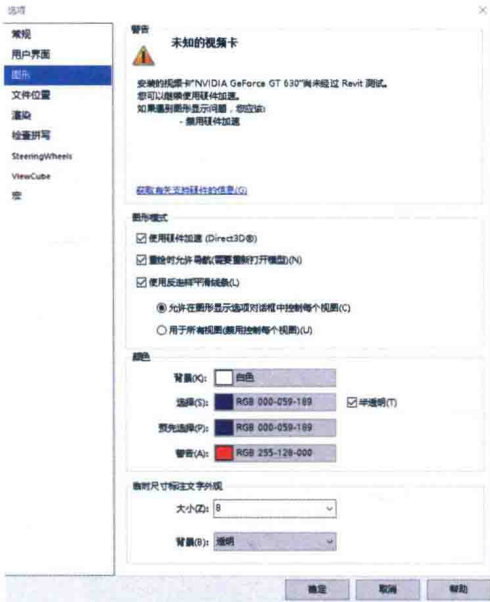 选项
常规
用户界面
图形
文件位置
渲染
检查拼写
SteeringWheels
ViewCube
宏
警告
未知的视频卡
安装的视频卡"NVIDIA GeForce GT 630"尚未经过 Revit 测试。
您可以继续使用硬件加速。
如果遇到图形显示问题，您应该:
- 禁用硬件加速
获取有关支持硬件的信息(G)
图形模式
使用硬件加速 (Direct3D®)
重绘时允许导航(需要重新打开模型)(N)
使用反走样平滑线条(L)
允许在图形显示选项对话框中控制每个视图(C)
用于所有视图(禁用控制每个视图)(U)
颜色
背景(K): 白色
选择(S): RGB 000-059-189 半透明(T)
预先选择(P): RGB 000-059-189
警告(A): RGB 255-128-000
临时尺寸标注文字外观
大小(Z): 8
背景(B): 透明
确定 取消 帮助